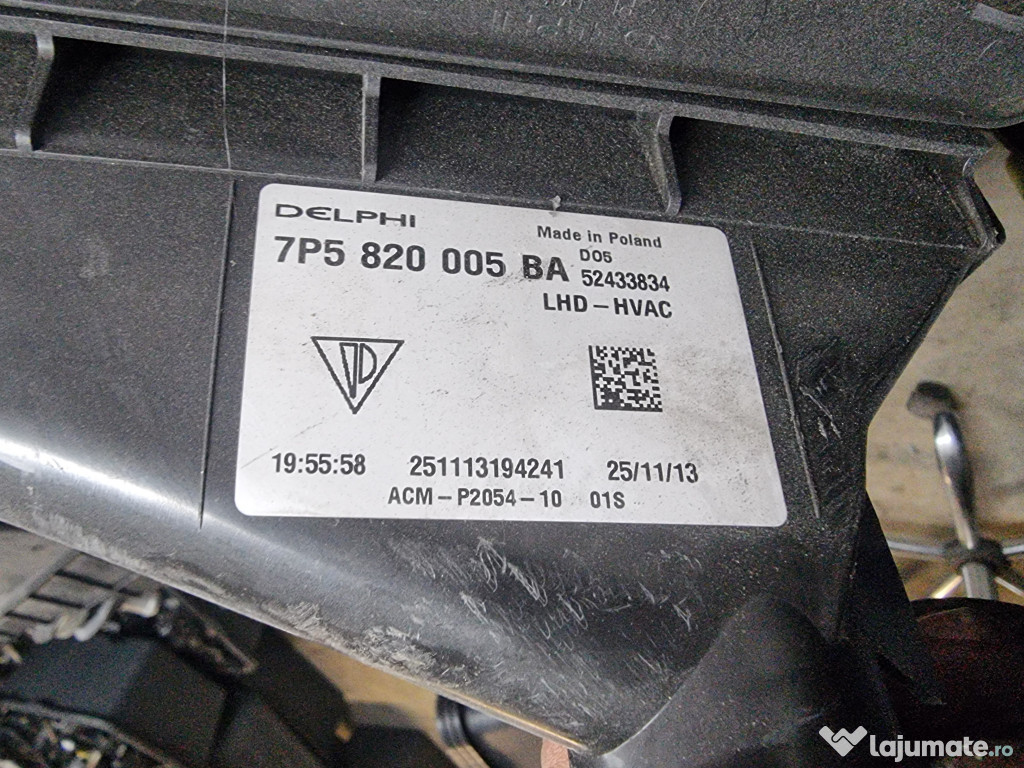 DELPHI
Made in Poland
7P5 820 005 BA
D05
52433834
LHD-HVAC
19:55:58 251113194241 25/11/13
ACM-P2054-10 01S
lajumate.ro